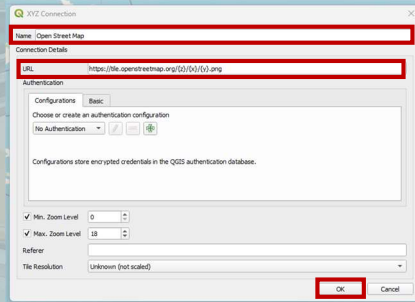 XYZ Connection
Name Open Street Map
Connection Details
URL https://tile.openstreetmap.org/{z}/{x}/{y}.png
Authentication
Configurations Basic
Choose or create an authentication configuration
No Authentication
Configurations store encrypted credentials in the QGIS authentication database.
Min. Zoom Level 0
Max. Zoom Level 18
Referer
Tile Resolution Unknown (not scaled)
OK Cancel